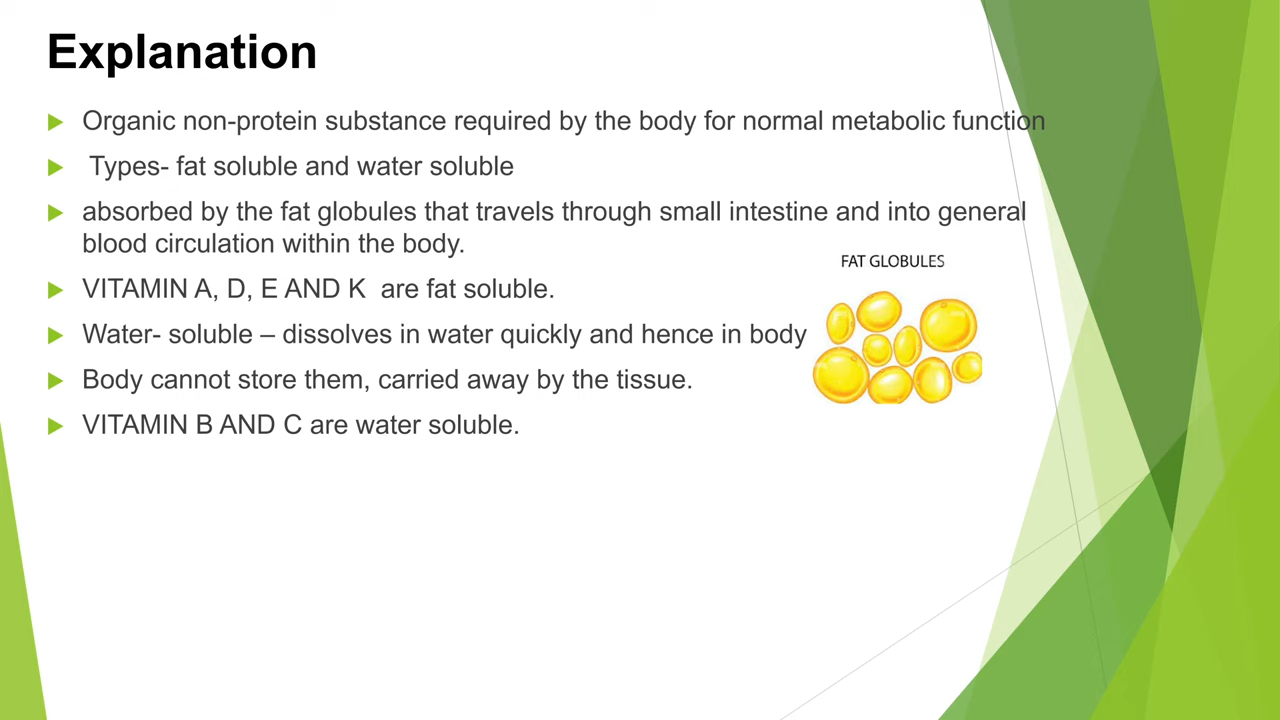 Explanation
Organic non-protein substance required by the body for normal metabolic function
Types- fat soluble and water soluble
absorbed by the fat globules that travels through small intestine and into general
blood circulation within the body.
FAT GLOBULES
VITAMIN A, D, E AND K are fat soluble.
Water- soluble – dissolves in water quickly and hence in body
Body cannot store them, carried away by the tissue.
VITAMIN B AND C are water soluble.